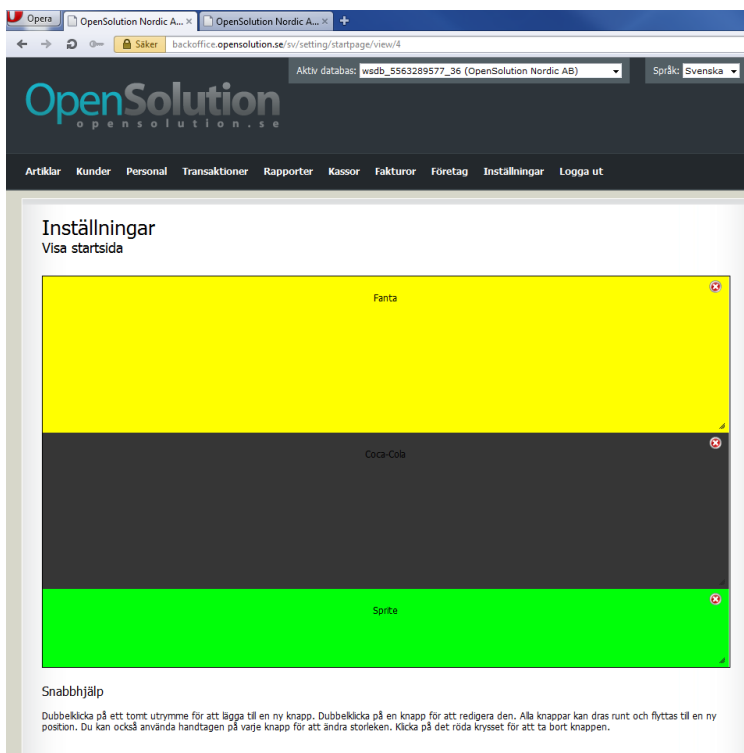 Opera OpenSolution Nordic A... × OpenSolution Nordic A... × +
Säker backoffice.opensolution.se/sv/setting/startpage/view/4
Aktiv databas: wsdb_5563289577_36 (OpenSolution Nordic AB) Språk: Svenska
OpenSolution
opensolution.se
Artiklar Kunder Personal Transaktioner Rapporter Kassor Fakturor Företag Inställningar Logga ut
Inställningar
Visa startsida
Fanta
Coca-Cola
Sprite
Snabbhjälp
Dubbelklicka på ett tomt utrymme för att lägga till en ny knapp. Dubbelklicka på en knapp för att redigera den. Alla knappar kan dras runt och flyttas till en ny
position. Du kan också använda handtagen på varje knapp för att ändra storleken. Klicka på det röda krysset för att ta bort knappen.